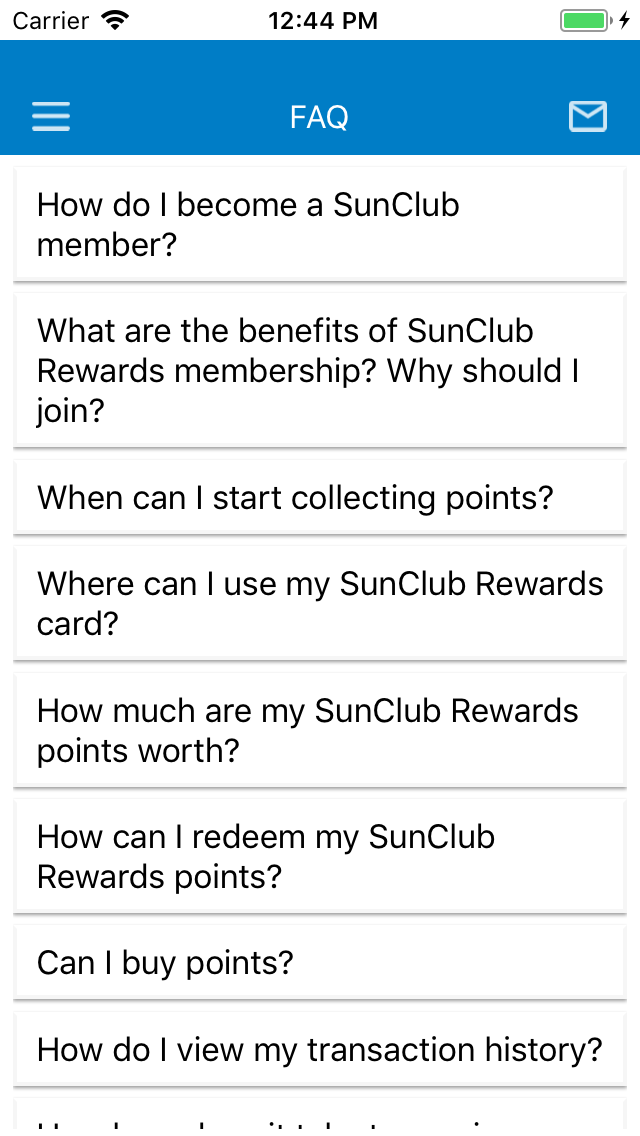 Carrier 12:44 PM
FAQ
How do I become a SunClub
member?
What are the benefits of SunClub
Rewards membership? Why should I
join?
When can I start collecting points?
Where can I use my SunClub Rewards
card?
How much are my SunClub Rewards
points worth?
How can I redeem my SunClub
Rewards points?
Can I buy points?
How do I view my transaction history?